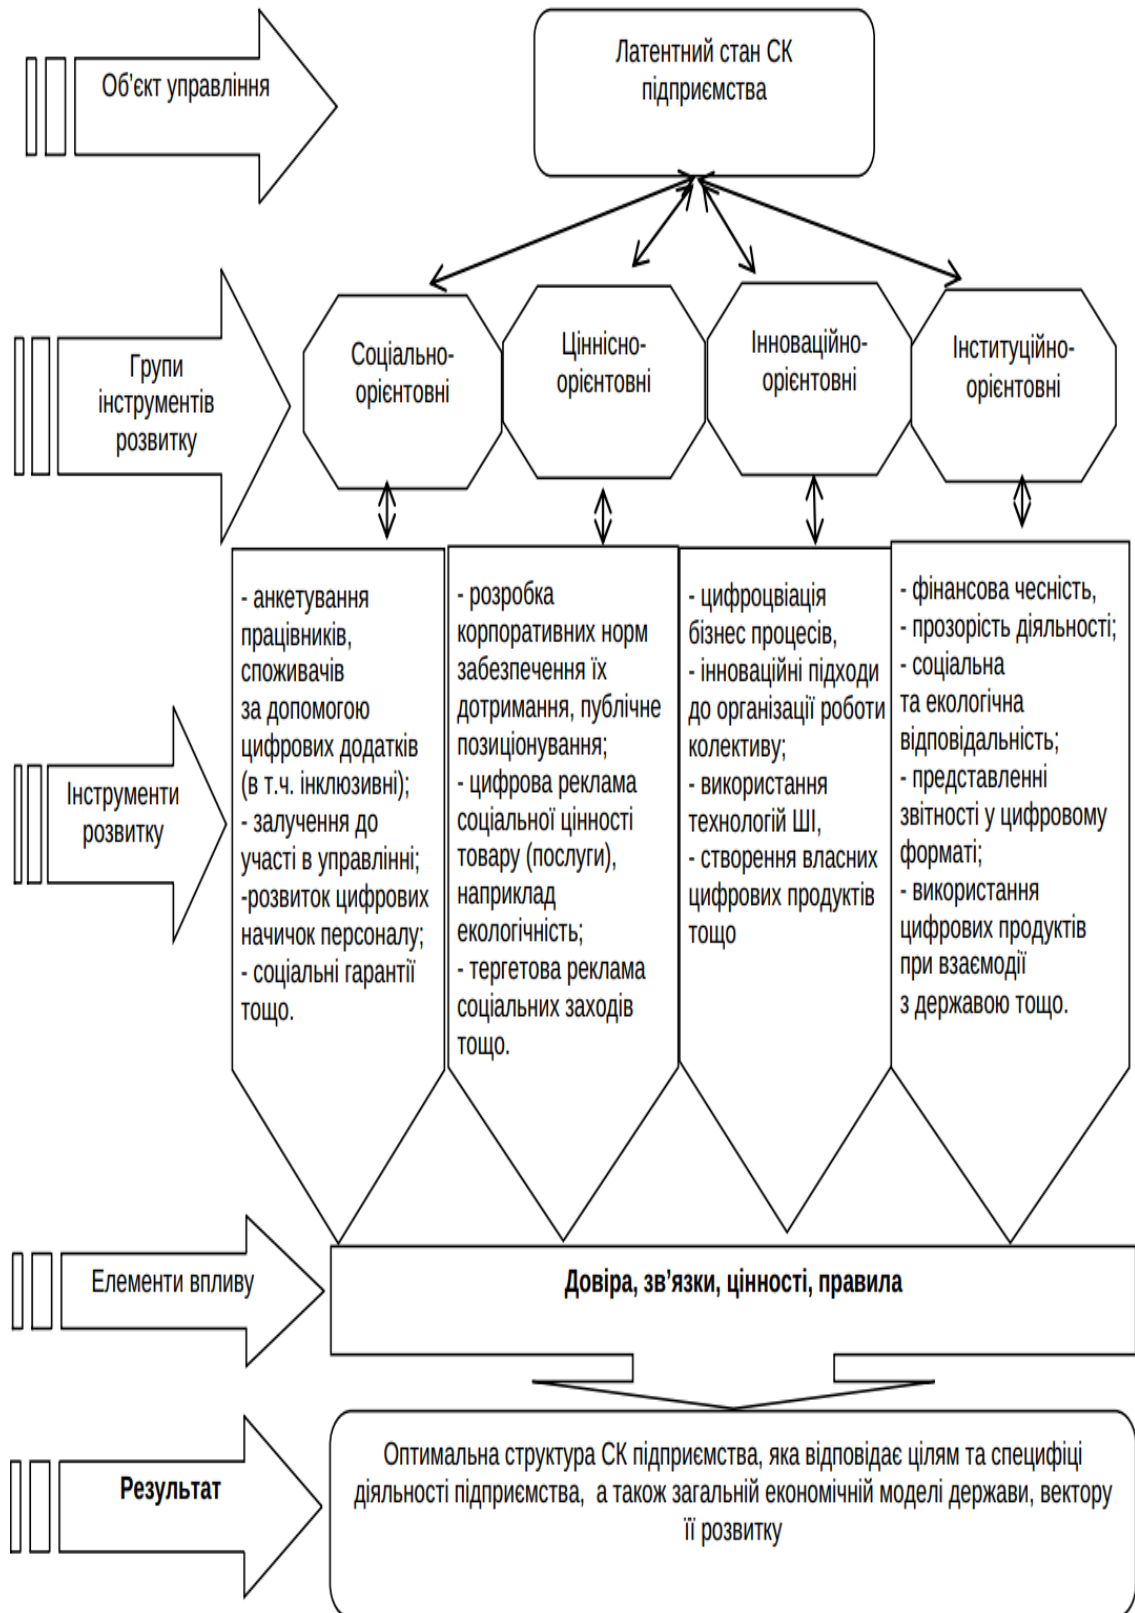 Об’єкт управління
Латентний стан СК
підприємства
Групи
інструментів
розвитку
Соціально-
орієнтовні
Ціннісно-
орієнтовні
Інноваційно-
орієнтовні
Інституційно-
орієнтовні
Інструменти
розвитку
- анкетування
працівників,
споживачів
за допомогою
цифрових додатків
(в т.ч. інклюзивні);
- залучення до
участі в управлінні;
-розвиток цифрових
начичок персоналу;
- соціальні гарантії
тощо.
- розробка
корпоративних норм
забезпечення їх
дотримання, публічне
позиціонування;
- цифрова реклама
соціальної цінності
товару (послуги),
наприклад
екологічність;
- тергетова реклама
соціальних заходів
тощо.
- цифроцвіація
бізнес процесів,
- інноваційні підходи
до організації роботи
колективу;
- використання
технологій ШІ,
- створення власних
цифрових продуктів
тощо
- фінансова чесність,
- прозорість діяльності;
- соціальна
та екологічна
відповідальність;
- представленні
звітності у цифровому
форматі;
- використання
цифрових продуктів
при взаємодії
з державою тощо.
Елементи впливу
Довіра, зв’язки, цінності, правила
Результат
Оптимальна структура СК підприємства, яка відповідає цілям та специфіці
діяльності підприємства, а також загальній економічній моделі держави, вектору
її розвитку